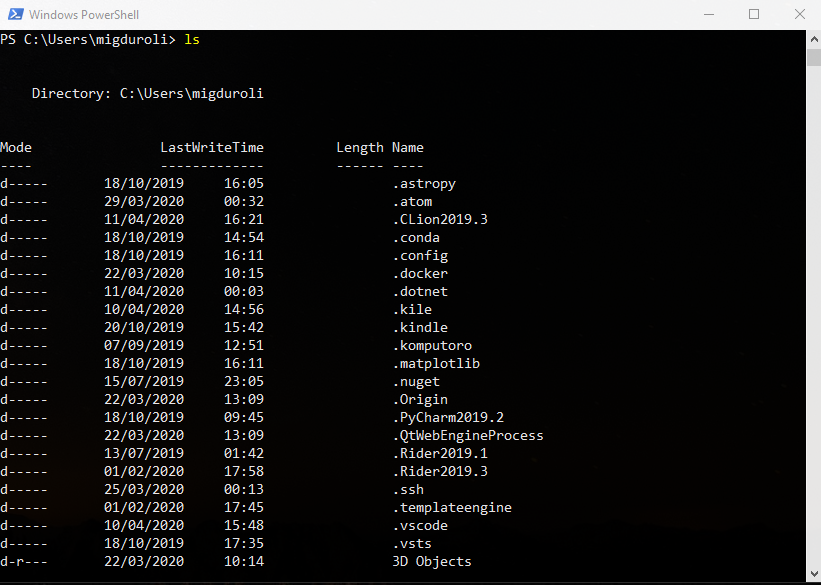 Windows PowerShell
PS C:\Users\migduroli> ls
    Directory: C:\Users\migduroli
Mode                LastWriteTime         Length Name
----                -------------         ------ ----
d-----       18/10/2019     16:05                .astropy
d-----       29/03/2020     00:32                .atom
d-----       11/04/2020     16:21                .CLion2019.3
d-----       18/10/2019     14:54                .conda
d-----       18/10/2019     16:11                .config
d-----       22/03/2020     10:15                .docker
d-----       11/04/2020     00:03                .dotnet
d-----       10/04/2020     14:56                .kile
d-----       20/10/2019     15:42                .kindle
d-----       07/09/2019     12:51                .komputoro
d-----       18/10/2019     16:11                .matplotlib
d-----       15/07/2019     23:05                .nuget
d-----       22/03/2020     13:09                .Origin
d-----       18/10/2019     09:45                .PyCharm2019.2
d-----       22/03/2020     13:09                .QtWebEngineProcess
d-----       13/07/2019     01:42                .Rider2019.1
d-----       01/02/2020     17:58                .Rider2019.3
d-----       25/03/2020     00:13                .ssh
d-----       01/02/2020     17:45                .templateengine
d-----       10/04/2020     15:48                .vscode
d-----       18/10/2019     17:35                .vsts
d-r---       22/03/2020     10:14                3D Objects